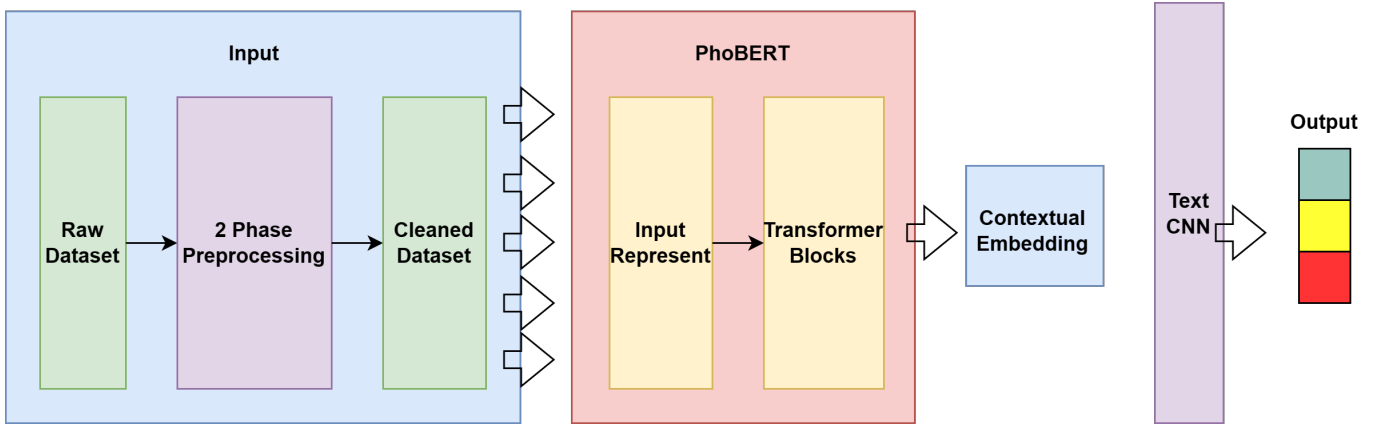 Input
Raw
Dataset
2 Phase
Preprocessing
Cleaned
Dataset
PhoBERT
Input
Represent
Transformer
Blocks
Contextual
Embedding
Text
CNN
Output